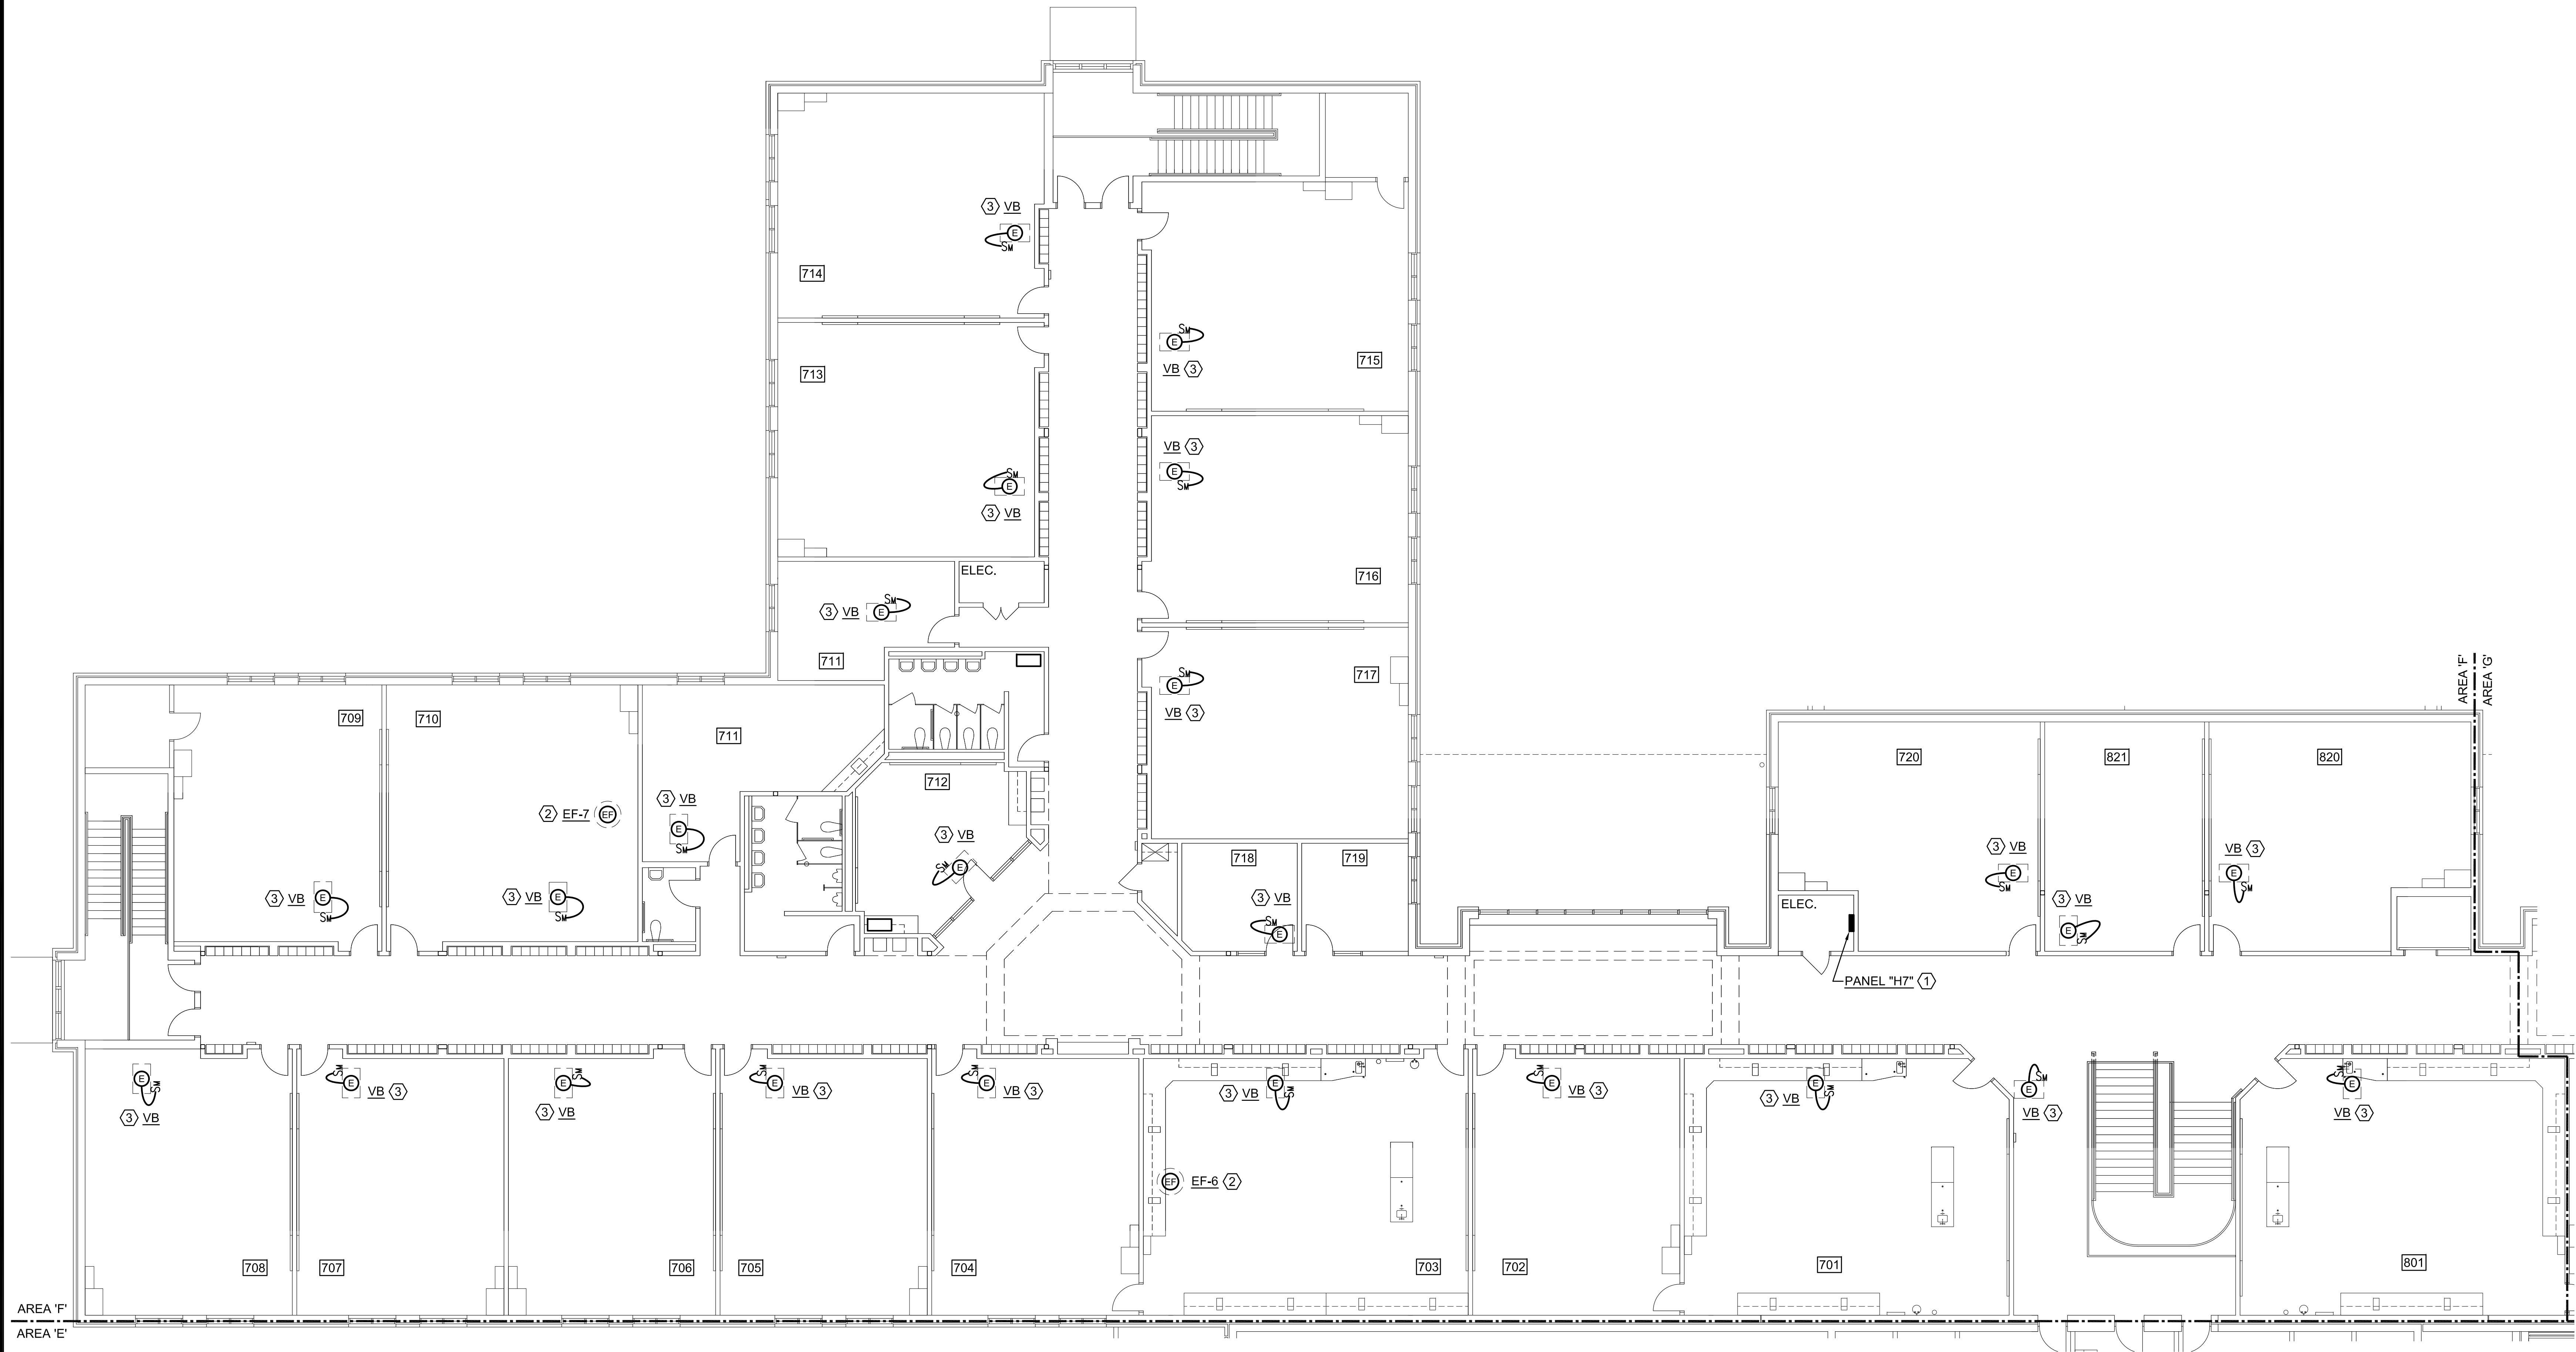 ③ VB
E
SM
714
SM
E
715
VB ③
713
SM
E
③ VB
VB ③
E
SM
716
ELEC.
③ VB
SM
E
711
SM
E
VB ③
717
709
710
711
② EF-7
EF
③ VB
E
SM
712
③ VB
SM
E
③ VB
E
SM
③ VB
E
SM
718
719
③ VB
SM
E
720
821
820
③ VB
E
SM
③ VB
E
SM
VB ③
E
SM
ELEC.
PANEL "H7" ①
AREA 'F'
AREA 'G'
E
SM
③ VB
SM
E
VB ③
E
SM
③ VB
SM
E
VB ③
SM
E
VB ③
③ VB
E
SM
SM
E
VB ③
③ VB
E
SM
SM
E
VB ③
SM
E
VB ③
EF
EF-6 ②
708
707
706
705
704
703
702
701
801
AREA 'F'
AREA 'E'